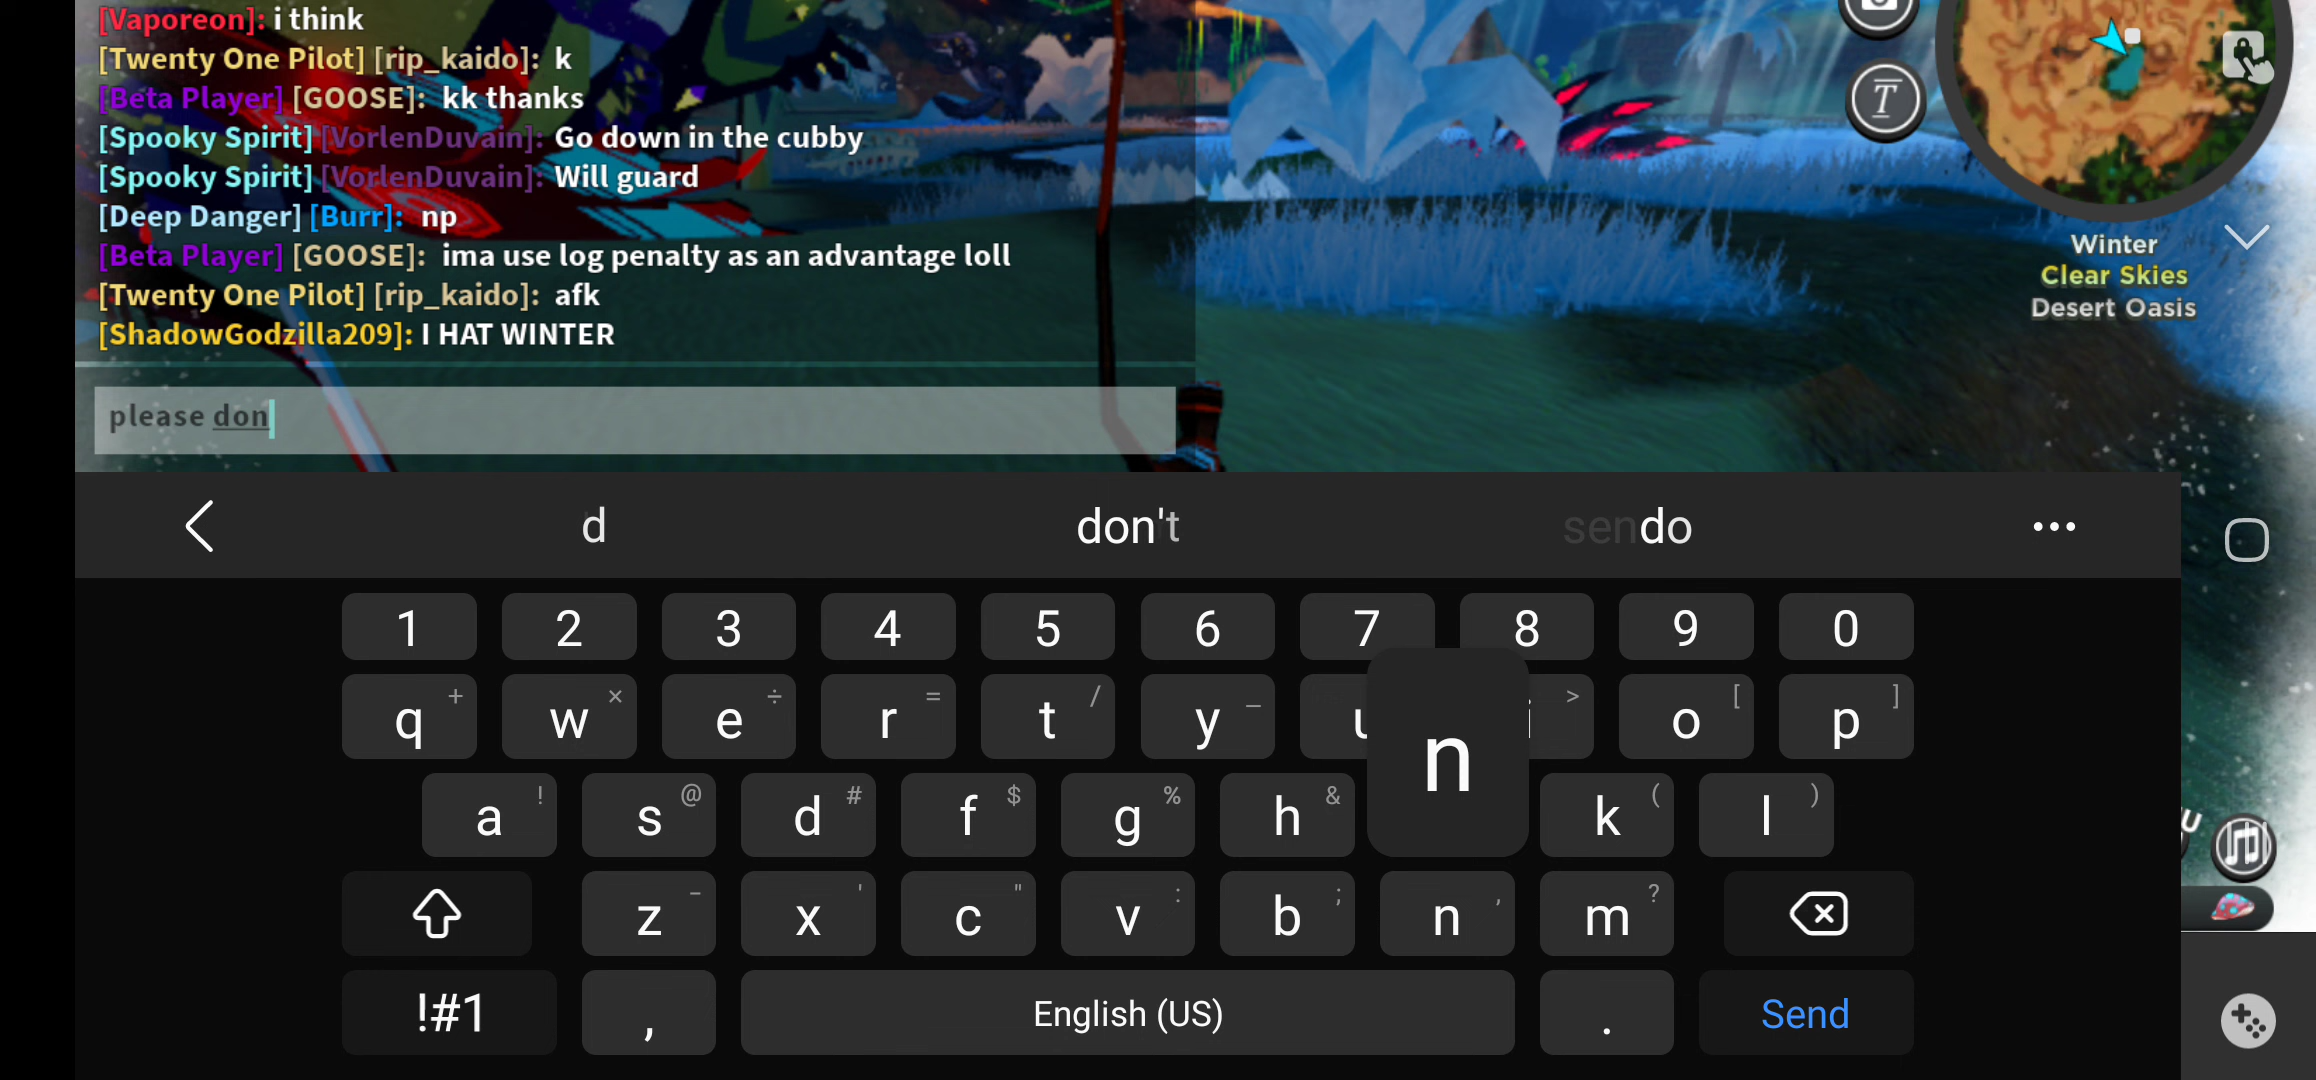 [Vaporeon]: i think
[Twenty One Pilot] [rip_kaido]: k
[Beta Player] [GOOSE]: kk thanks
[Spooky Spirit] [VorlenDuvain]: Go down in the cubby
[Spooky Spirit] [VorlenDuvain]: Will guard
[Deep Danger] [Burr]: np
[Beta Player] [GOOSE]: ima use log penalty as an advantage loll
[Twenty One Pilot] [rip_kaido]: afk
[ShadowGodzilla209]: I HAT WINTER
please don
T
Winter
Clear Skies
Desert Oasis
d don't sendo ...
1 2 3 4 5 6 7 8 9 0
q + w × e ÷ r = t / y _ u i > o [ p ]
n
a ! s @ d # f $ g % h & k ( l )
z - x ' c " v : b ; n , m ?
!#1 , English (US) . Send